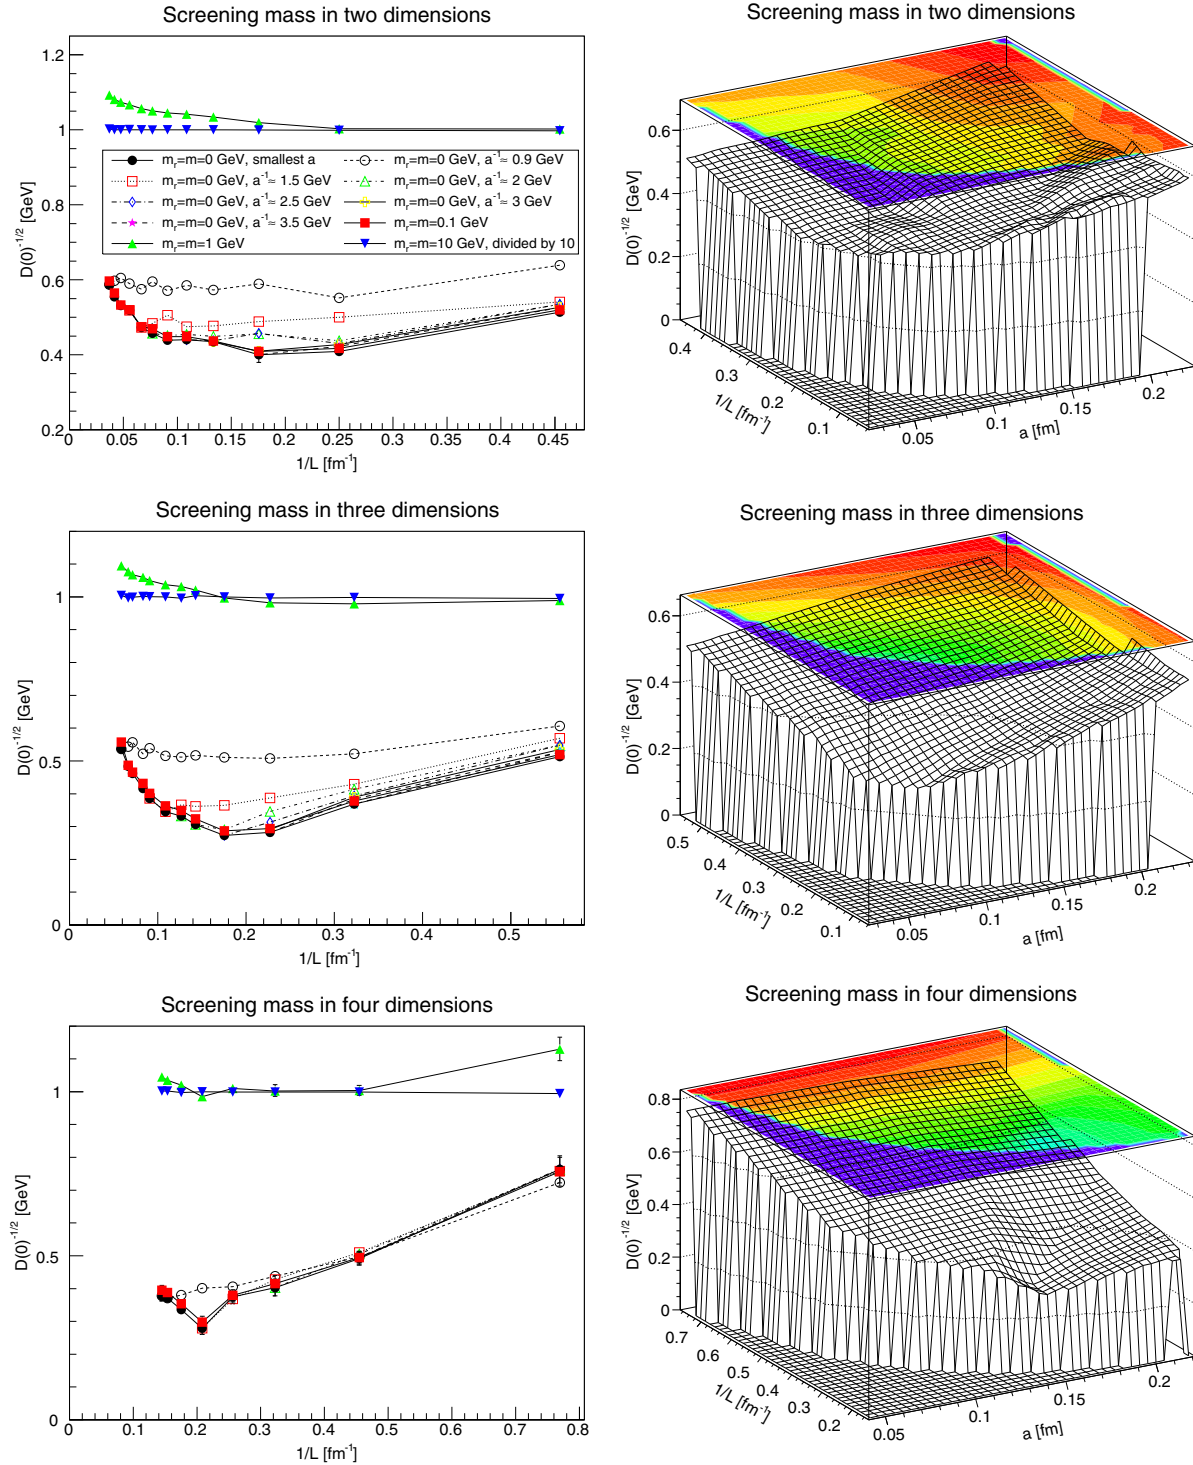 Screening mass in two dimensions
D(0)⁻¹/² [GeV]
1.2
1
0.8
0.6
0.4
0.2
m_r=m=0 GeV, smallest a
m_r=m=0 GeV, a⁻¹≈ 0.9 GeV
m_r=m=0 GeV, a⁻¹≈ 1.5 GeV
m_r=m=0 GeV, a⁻¹≈ 2 GeV
m_r=m=0 GeV, a⁻¹≈ 2.5 GeV
m_r=m=0 GeV, a⁻¹≈ 3 GeV
m_r=m=0 GeV, a⁻¹≈ 3.5 GeV
m_r=m=0.1 GeV
m_r=m=1 GeV
m_r=m=10 GeV, divided by 10
0 0.05 0.1 0.15 0.2 0.25 0.3 0.35 0.4 0.45
1/L [fm⁻¹]
Screening mass in two dimensions
D(0)⁻¹/² [GeV]
0.6
0.4
0.2
0
0.4 0.3 0.2 0.1
1/L [fm⁻¹]
0.05 0.1 0.15 0.2
a [fm]
Screening mass in three dimensions
D(0)⁻¹/² [GeV]
1
0.5
0
0 0.1 0.2 0.3 0.4 0.5
1/L [fm⁻¹]
Screening mass in three dimensions
D(0)⁻¹/² [GeV]
0.6
0.4
0.2
0
0.5 0.4 0.3 0.2 0.1
1/L [fm⁻¹]
0.05 0.1 0.15 0.2
a [fm]
Screening mass in four dimensions
D(0)⁻¹/² [GeV]
1
0.5
0
0 0.1 0.2 0.3 0.4 0.5 0.6 0.7 0.8
1/L [fm⁻¹]
Screening mass in four dimensions
D(0)⁻¹/² [GeV]
0.8
0.6
0.4
0.2
0
0.7 0.6 0.5 0.4 0.3 0.2
1/L [fm⁻¹]
0.05 0.1 0.15 0.2
a [fm]